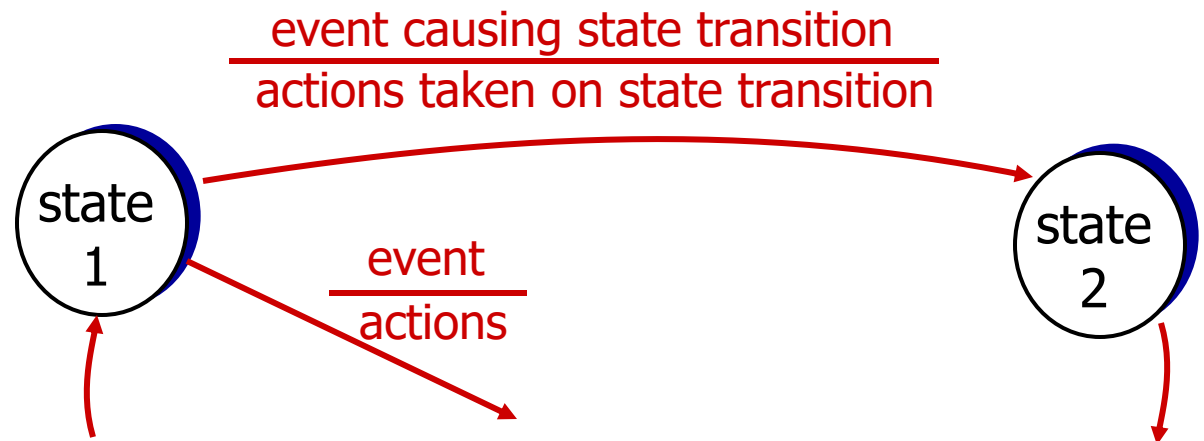 event causing state transition
actions taken on state transition
state
1
event
actions
state
2